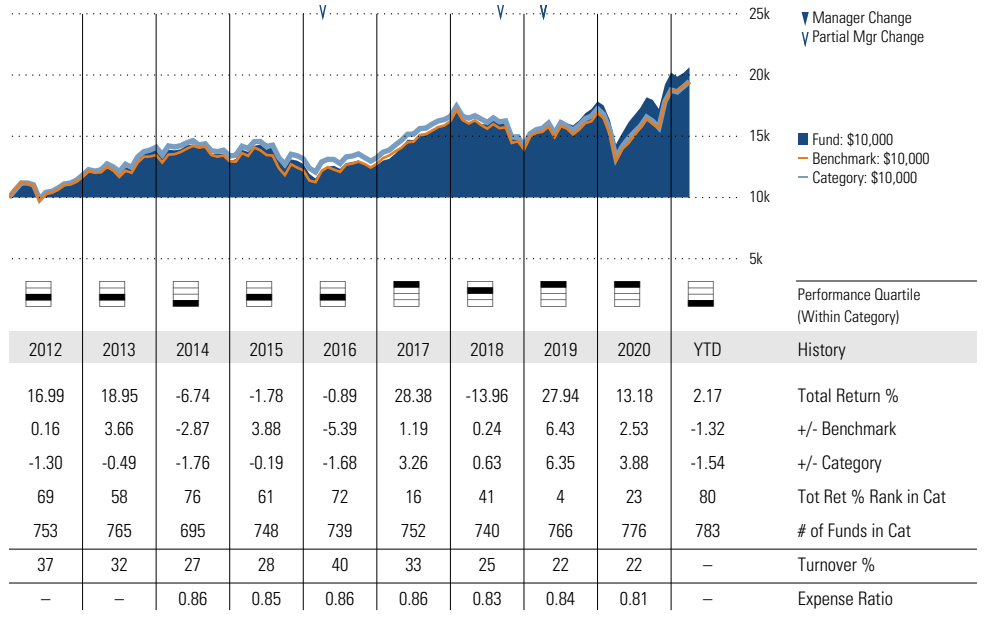 25k
▼ Manager Change
Partial Mgr Change
20k
15k
Fund: $10,000
Benchmark: $10,000
Category: $10,000
10k
5k
Performance Quartile
(Within Category)
2012 2013 2014 2015 2016 2017 2018 2019 2020 YTD History
16.99 18.95 -6.74 -1.78 -0.89 28.38 -13.96 27.94 13.18 2.17 Total Return %
0.16 3.66 -2.87 3.88 -5.39 1.19 0.24 6.43 2.53 -1.32 +/- Benchmark
-1.30 -0.49 -1.76 -0.19 -1.68 3.26 0.63 6.35 3.88 -1.54 +/- Category
69 58 76 61 72 16 41 4 23 80 Tot Ret % Rank in Cat
753 765 695 748 739 752 740 766 776 783 # of Funds in Cat
37 32 27 28 40 33 25 22 22 – Turnover %
– – 0.86 0.85 0.86 0.86 0.83 0.84 0.81 – Expense Ratio